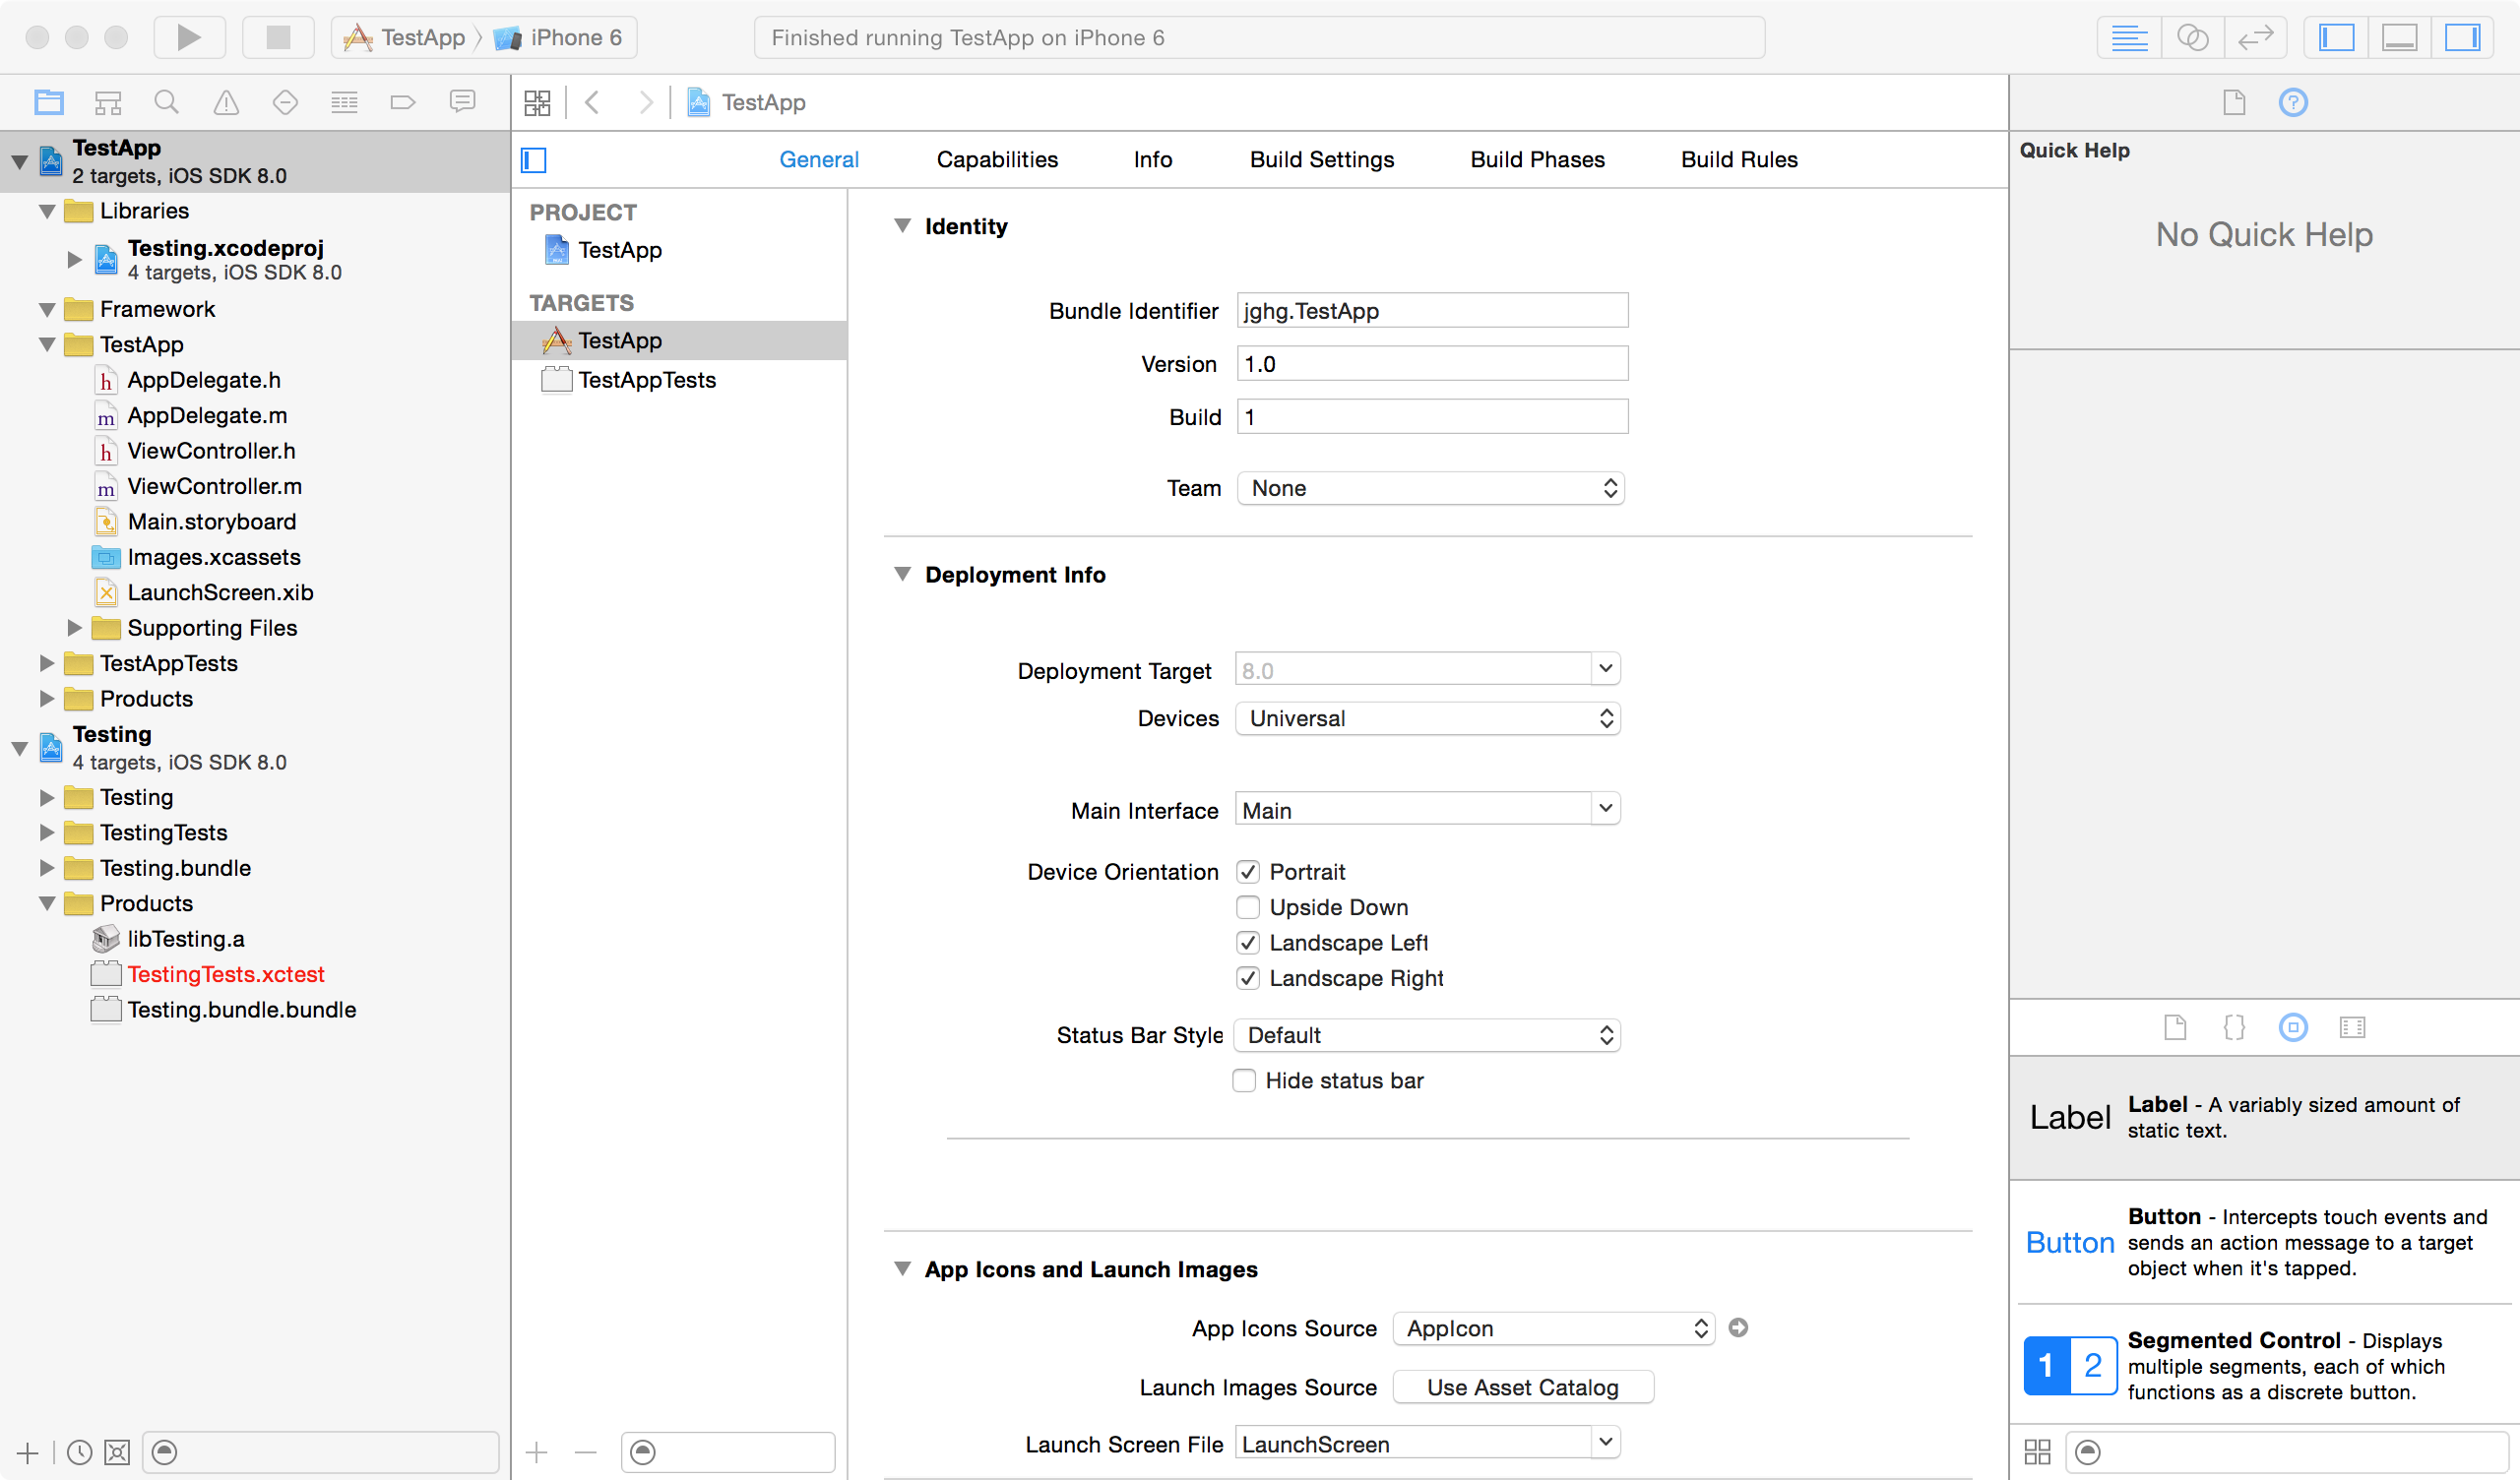 TestApp
iPhone 6
Finished running TestApp on iPhone 6
TestApp
2 targets, iOS SDK 8.0
Libraries
Testing.xcodeproj
4 targets, iOS SDK 8.0
Framework
TestApp
h AppDelegate.h
m AppDelegate.m
h ViewController.h
m ViewController.m
Main.storyboard
Images.xcassets
LaunchScreen.xib
Supporting Files
TestAppTests
Products
Testing
4 targets, iOS SDK 8.0
Testing
TestingTests
Testing.bundle
Products
libTesting.a
TestingTests.xctest
Testing.bundle.bundle
TestApp
General Capabilities Info Build Settings Build Phases Build Rules
PROJECT
TestApp
TARGETS
TestApp
TestAppTests
Identity
Bundle Identifier jghg.TestApp
Version 1.0
Build 1
Team None
Deployment Info
Deployment Target 8.0
Devices Universal
Main Interface Main
Device Orientation Portrait
Upside Down
Landscape Left
Landscape Right
Status Bar Style Default
Hide status bar
App Icons and Launch Images
App Icons Source AppIcon
Launch Images Source Use Asset Catalog
Launch Screen File LaunchScreen
?
Quick Help
No Quick Help
{}
Label
Label - A variably sized amount of
static text.
Button
Button - Intercepts touch events and
sends an action message to a target
object when it's tapped.
1 2
Segmented Control - Displays
multiple segments, each of which
functions as a discrete button.